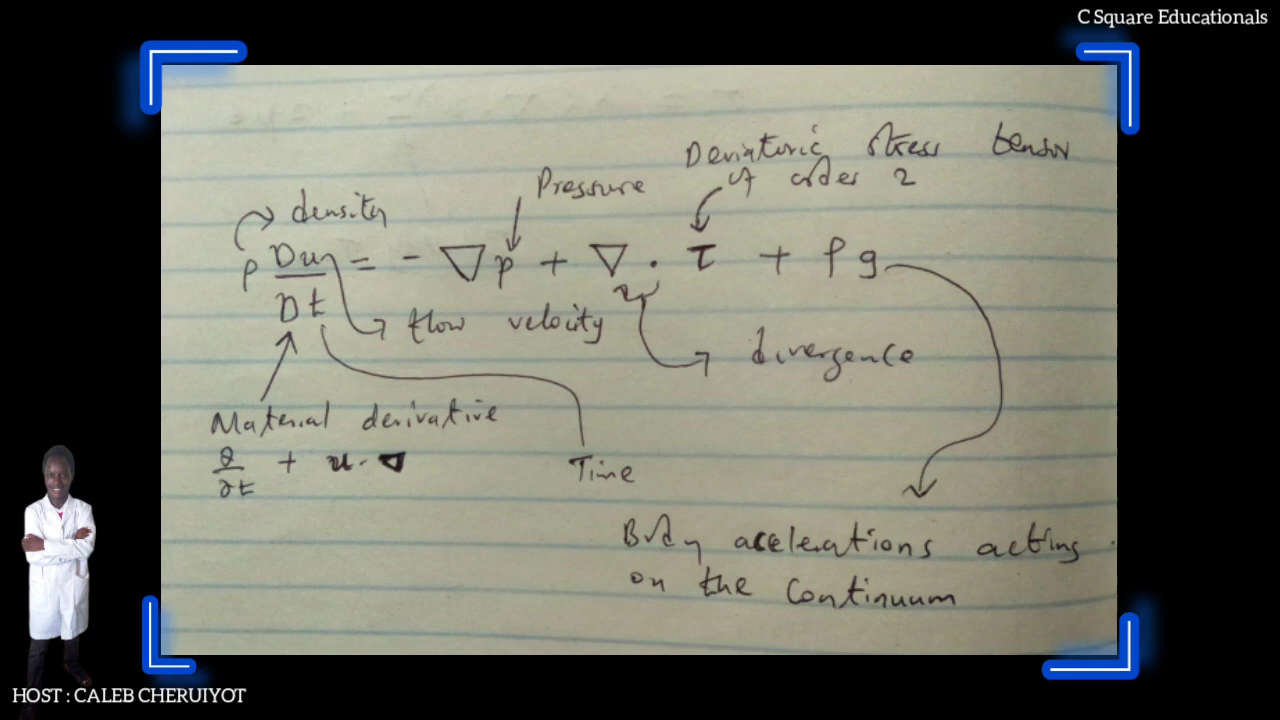 C Square Educationals
Deviatoric stress tensor
of order 2
Pressure
density
ρ Du/Dt = - ∇p + ∇ · τ + ρg
flow velocity
divergence
Material derivative
∂/∂t + u · ∇
Time
Body acelerations acting
on the Continuum
HOST : CALEB CHERUIYOT